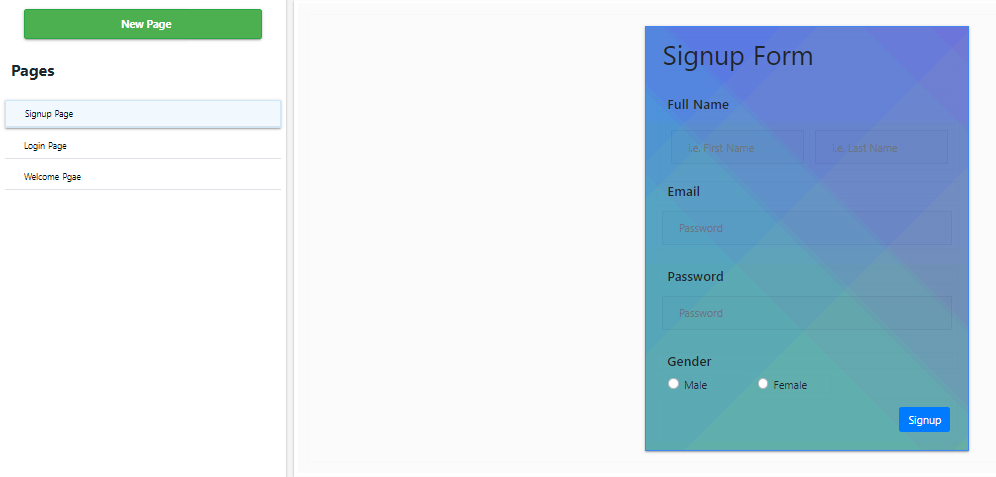 New Page
Pages
Signup Page
Login Page
Welcome Pgae
Signup Form
Full Name
i.e, First Name
i.e, Last Name
Email
Password
Password
Password
Gender
Male
Female
Signup